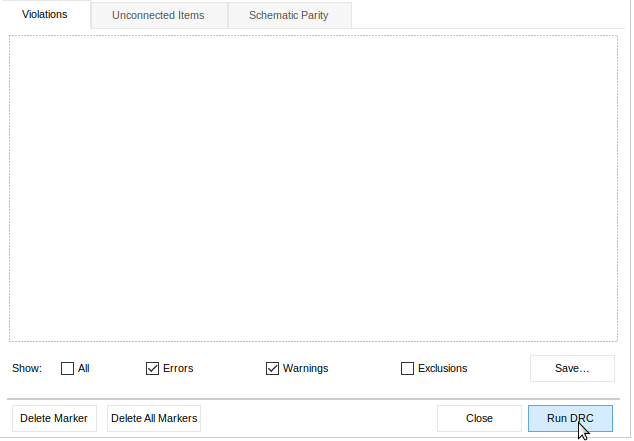 Violations Unconnected Items Schematic Parity
Show: All Errors Warnings Exclusions Save...
Delete Marker Delete All Markers Close Run DRC